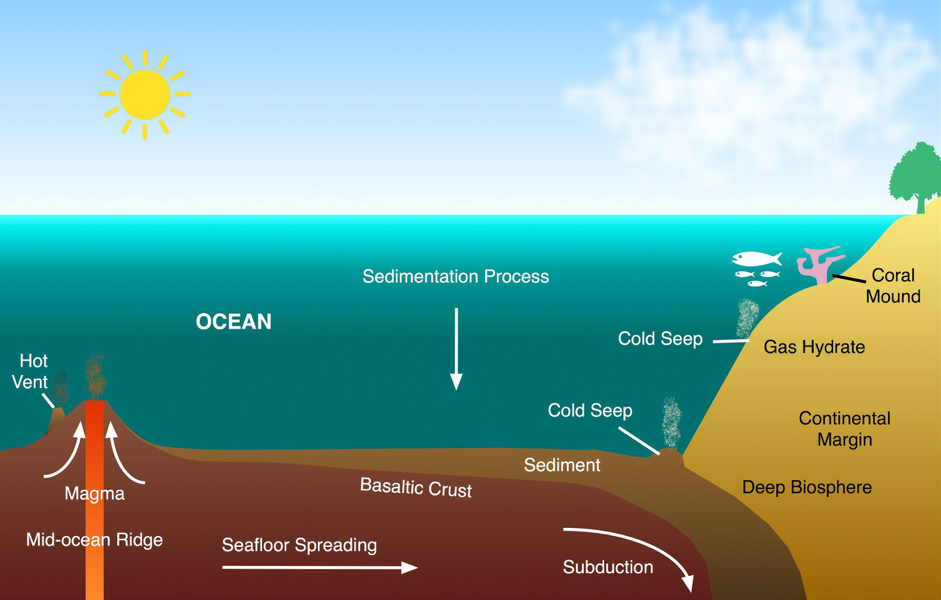 Sedimentation Process
OCEAN
Coral
Mound
Cold Seep
Gas Hydrate
Hot
Vent
Cold Seep
Continental
Margin
Sediment
Basaltic Crust
Deep Biosphere
Magma
Mid-ocean Ridge
Seafloor Spreading
Subduction